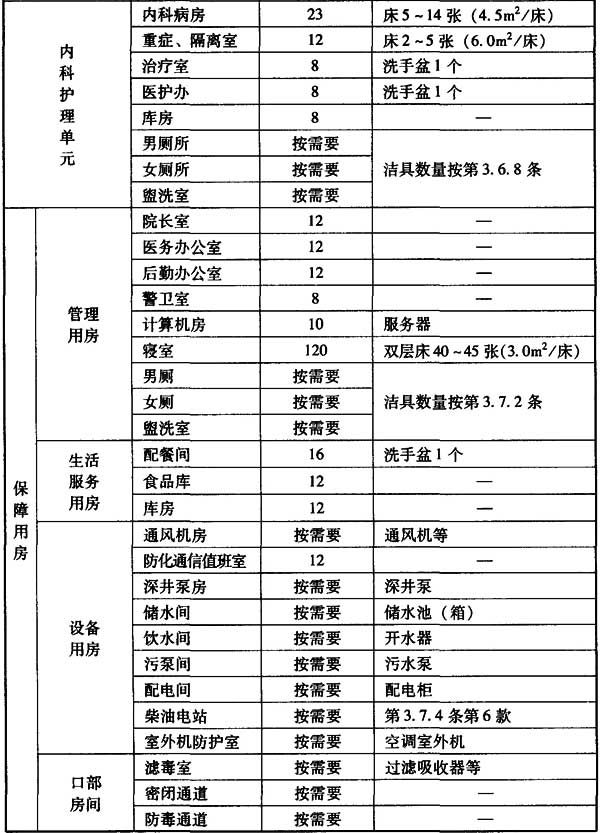 内科护理单元
内科病房 23 床5~14张（4.5m²/床）
重症、隔离室 12 床2~5张（6.0m²/床）
治疗室 8 洗手盆1个
医护办 8 洗手盆1个
库房 8 —
男厕所 按需要 洁具数量按第3.6.8条
女厕所 按需要
盥洗室 按需要
保障用房
管理用房
院长室 12 —
医务办公室 12 —
后勤办公室 12 —
警卫室 8 —
计算机房 10 服务器
寝室 120 双层床40~45张(3.0m²/床)
男厕 按需要 洁具数量按第3.7.2条
女厕 按需要
盥洗室 按需要
生活服务用房
配餐间 16 洗手盆1个
食品库 12 —
库房 12 —
设备用房
通风机房 按需要 通风机等
防化通信值班室 12 —
深井泵房 按需要 深井泵
储水间 按需要 储水池（箱）
饮水间 按需要 开水器
污泵间 按需要 污水泵
配电间 按需要 配电柜
柴油电站 按需要 第3.7.4条第6款
室外机防护室 按需要 空调室外机
口部房间
滤毒室 按需要 过滤吸收器等
密闭通道 按需要 —
防毒通道 按需要 —